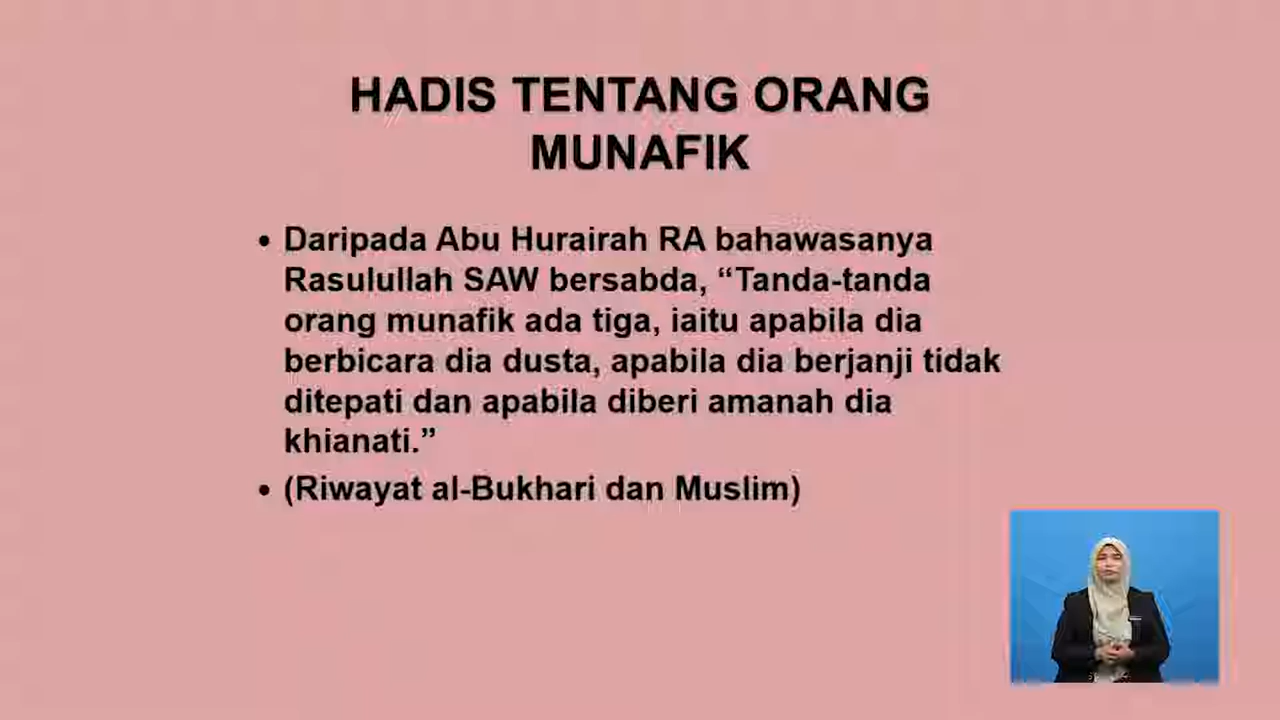 HADIS TENTANG ORANG
MUNAFIK
• Daripada Abu Hurairah RA bahawasanya
Rasulullah SAW bersabda, “Tanda-tanda
orang munafik ada tiga, iaitu apabila dia
berbicara dia dusta, apabila dia berjanji tidak
ditepati dan apabila diberi amanah dia
khianati.”
• (Riwayat al-Bukhari dan Muslim)